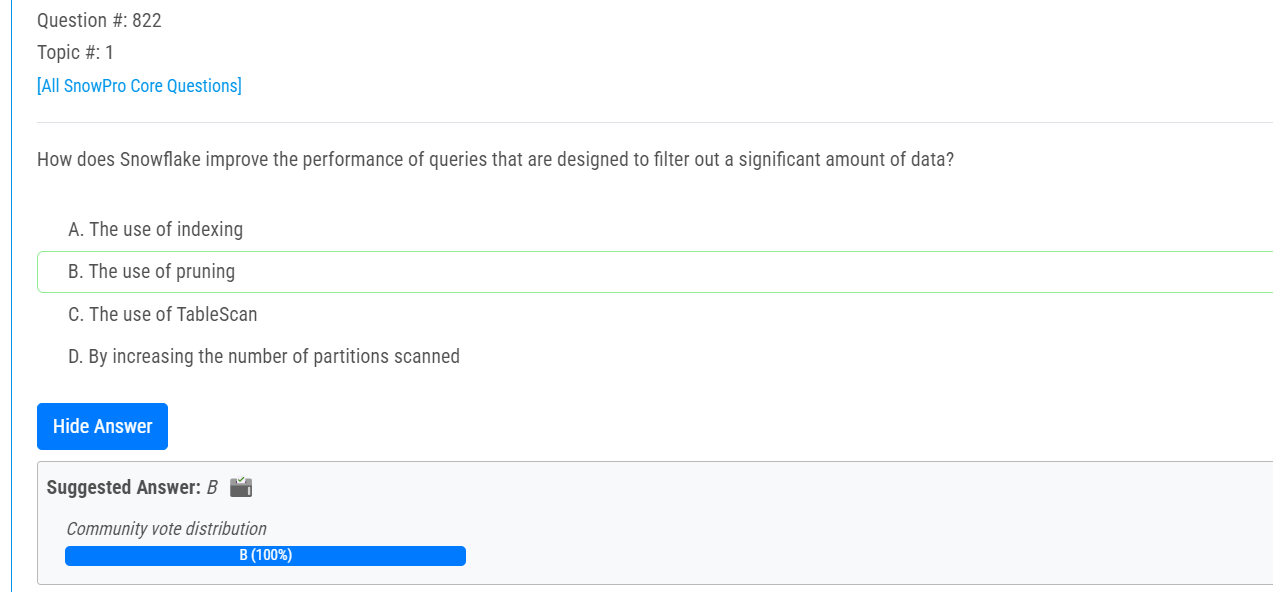 Question #: 822
Topic #: 1
[All SnowPro Core Questions]
How does Snowflake improve the performance of queries that are designed to filter out a significant amount of data?
A. The use of indexing
B. The use of pruning
C. The use of TableScan
D. By increasing the number of partitions scanned
Hide Answer
Suggested Answer: B
Community vote distribution
B (100%)